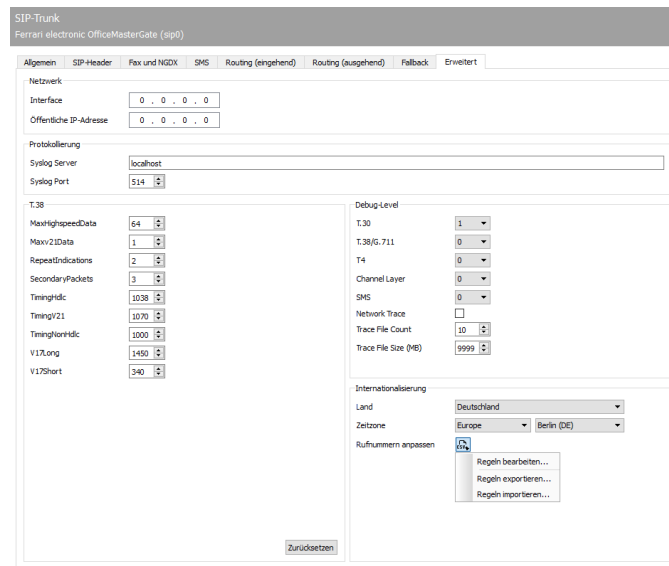 SIP-Trunk
Ferrari electronic OfficeMasterGate (sip0)
Allgemein SIP-Header Fax und NGDX SMS Routing (eingehend) Routing (ausgehend) Fallback Erweitert
Netzwerk
Interface 0 . 0 . 0 . 0
Öffentliche IP-Adresse 0 . 0 . 0 . 0
Protokollierung
Syslog Server localhost
Syslog Port 514
T.38
MaxHighspeedData 64
Maxv21Data 1
RepeatIndications 2
SecondaryPackets 3
TimingHdlc 1038
TimingV21 1070
TimingNonHdlc 1000
V17Long 1450
V17Short 340
Zurücksetzen
Debug-Level
T.30 1
T.38/G.711 0
T4 0
Channel Layer 0
SMS 0
Network Trace
Trace File Count 10
Trace File Size (MB) 9999
Internationalisierung
Land Deutschland
Zeitzone Europe Berlin (DE)
Rufnummern anpassen
Regeln bearbeiten...
Regeln exportieren...
Regeln importieren...